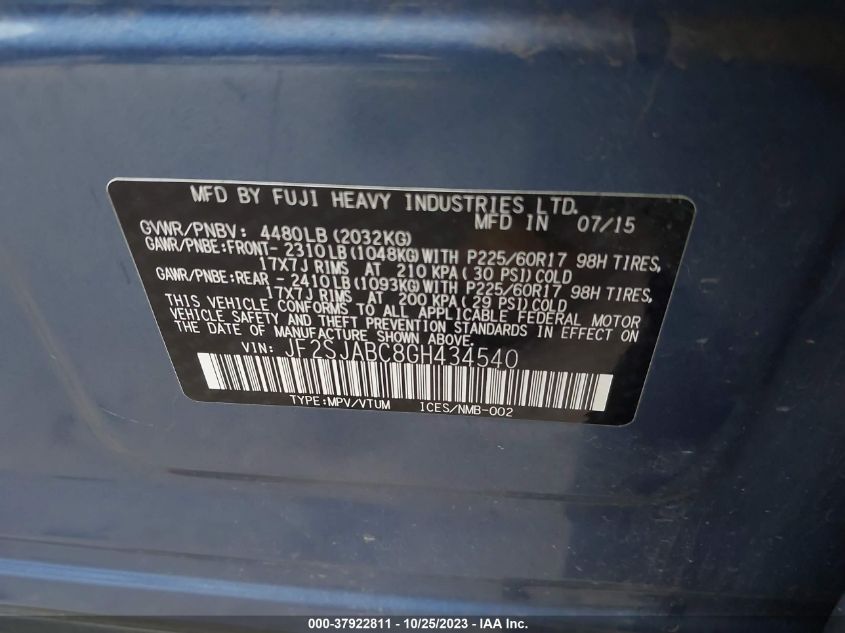 MFD BY FUJI HEAVY INDUSTRIES LTD.
MFD IN 07/15
GVWR/PNBV: 4480LB (2032KG)
GAWR/PNBE:FRONT- 2310LB(1048KG)WITH P225/60R17 98H TIRES,
17X7J RIMS AT 210 KPA( 30 PSI)COLD
GAWR/PNBE:REAR - 2410LB(1093KG)WITH P225/60R17 98H TIRES,
17X7J RIMS AT 200 KPA( 29 PSI)COLD
THIS VEHICLE CONFORMS TO ALL APPLICABLE FEDERAL MOTOR
VEHICLE SAFETY AND THEFT PREVENTION STANDARDS IN EFFECT ON
THE DATE OF MANUFACTURE SHOWN ABOVE.
VIN: JF2SJABC8GH434540
TYPE:MPV/VTUM ICES/NMB-002
000-37922811 - 10/25/2023 - IAA Inc.